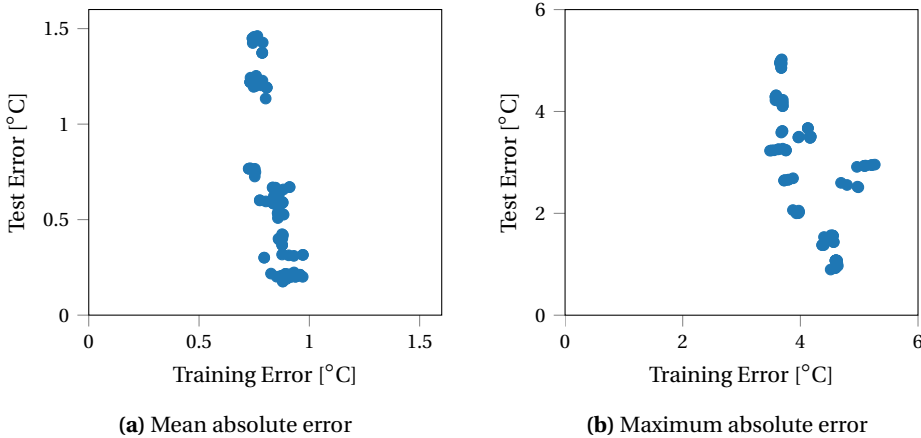 Test Error [°C]
1.5
1
0.5
0
0
0.5
1
1.5
Training Error [°C]
(a) Mean absolute error
Test Error [°C]
6
4
2
0
0
2
4
6
Training Error [°C]
(b) Maximum absolute error